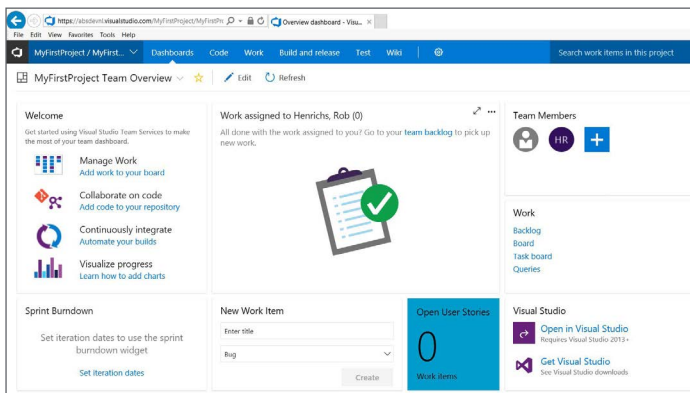 https://absdevnl.visualstudio.com/MyFirstProject/MyFirstPr
Overview dashboard - Visu...
File Edit View Favorites Tools Help
MyFirstProject / MyFirst... Dashboards Code Work Build and release Test Wiki Search work items in this project
MyFirstProject Team Overview Edit Refresh
Welcome
Get started using Visual Studio Team Services to make
the most of your team dashboard.
Manage Work
Add work to your board
Collaborate on code
Add code to your repository
Continuously integrate
Automate your builds
Visualize progress
Learn how to add charts
Work assigned to Henrichs, Rob (0)
All done with the work assigned to you? Go to your team backlog to pick up
new work.
Team Members
HR
Work
Backlog
Board
Task board
Queries
Sprint Burndown
Set iteration dates to use the sprint
burndown widget
Set iteration dates
New Work Item
Enter title
Bug
Create
Open User Stories
0
Work items
Visual Studio
Open in Visual Studio
Requires Visual Studio 2013+
Get Visual Studio
See Visual Studio downloads